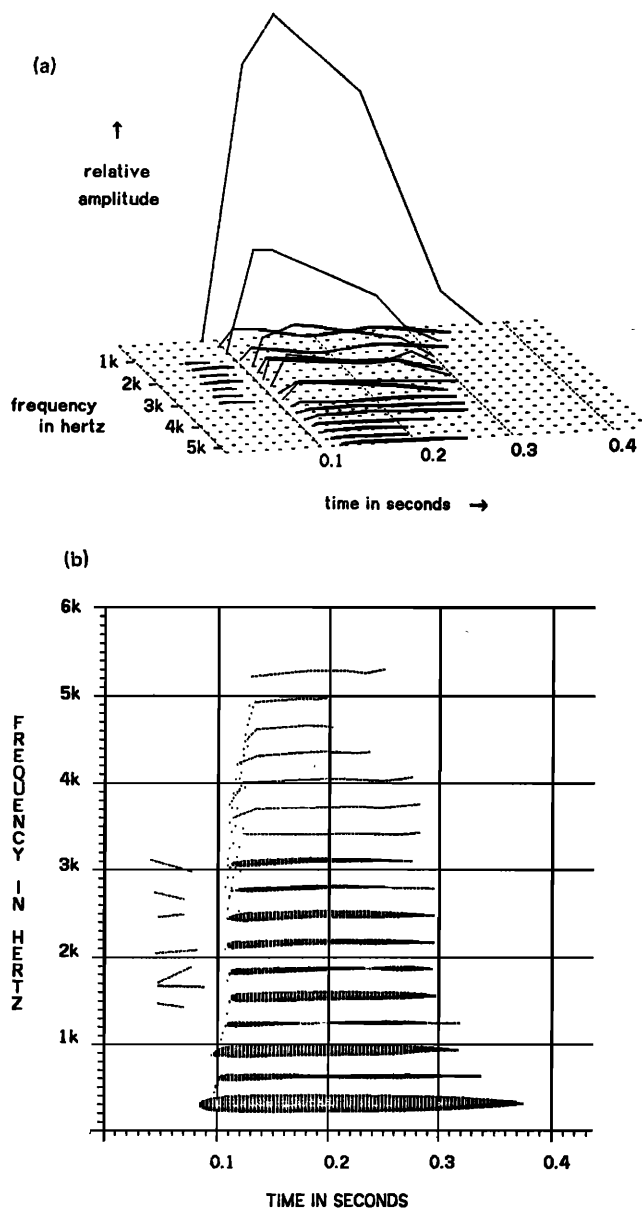 (a)
↑
relative
amplitude
1k
2k
3k
4k
5k
frequency
in hertz
0.1
0.2
0.3
0.4
time in seconds →
(b)
6k
5k
4k
3k
2k
1k
FREQUENCY IN HERTZ
0.1
0.2
0.3
0.4
TIME IN SECONDS